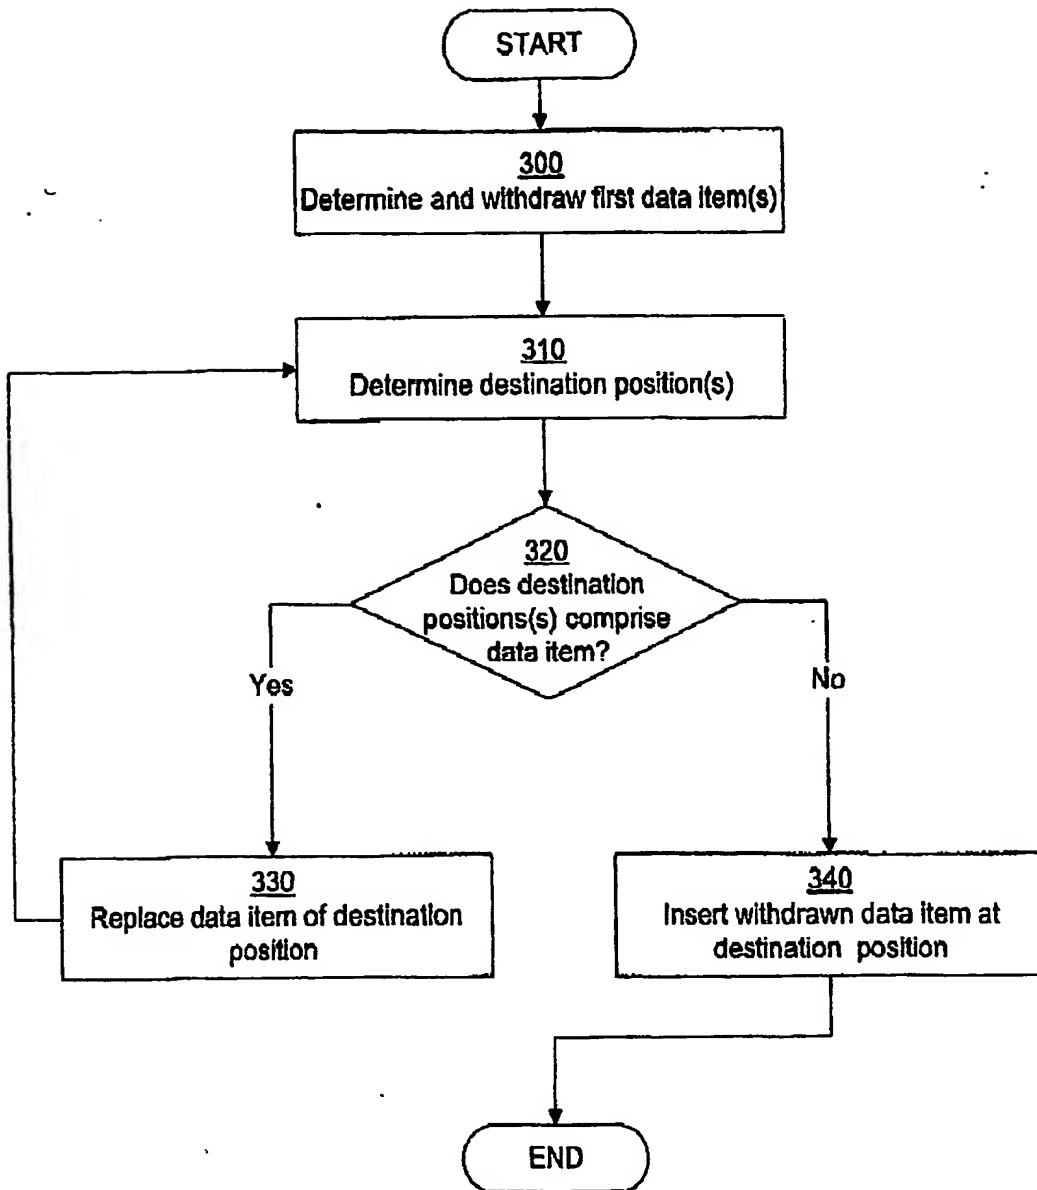 START
300
Determine and withdraw first data item(s)
310
Determine destination position(s)
320
Does destination
positions(s) comprise
data item?
Yes
No
330
Replace data item of destination
position
340
Insert withdrawn data item at
destination position
END